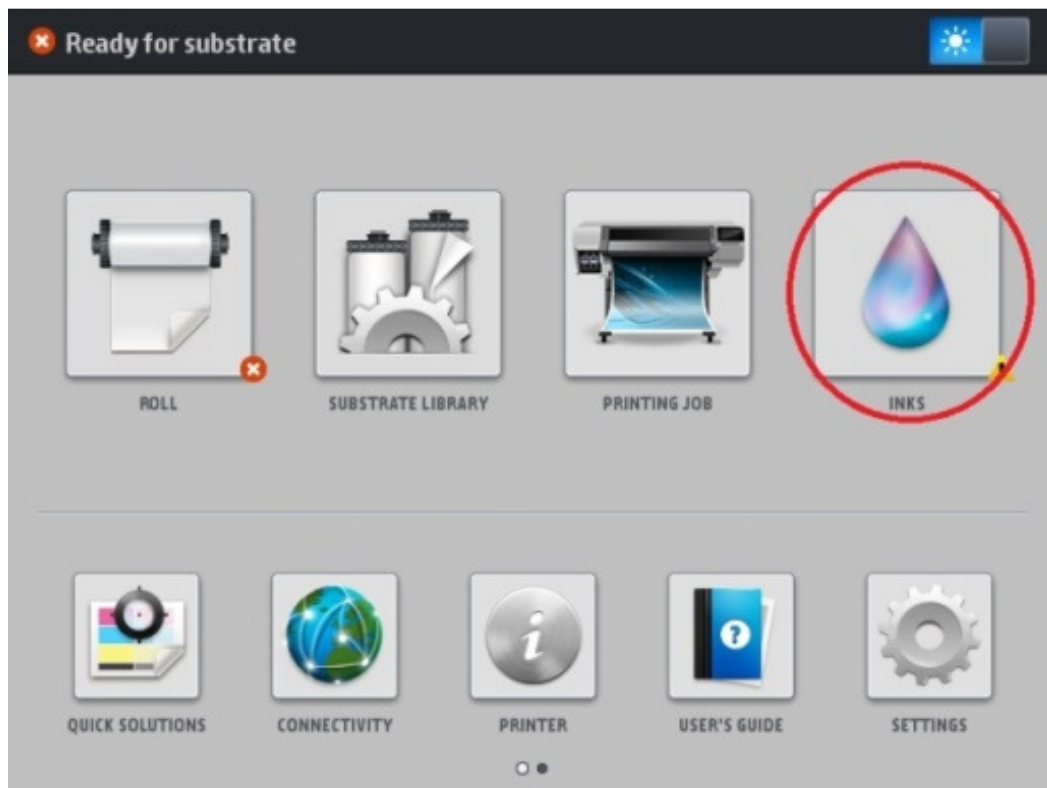 Ready for substrate
ROLL
SUBSTRATE LIBRARY
PRINTING JOB
INKS
QUICK SOLUTIONS
CONNECTIVITY
PRINTER
USER'S GUIDE
SETTINGS